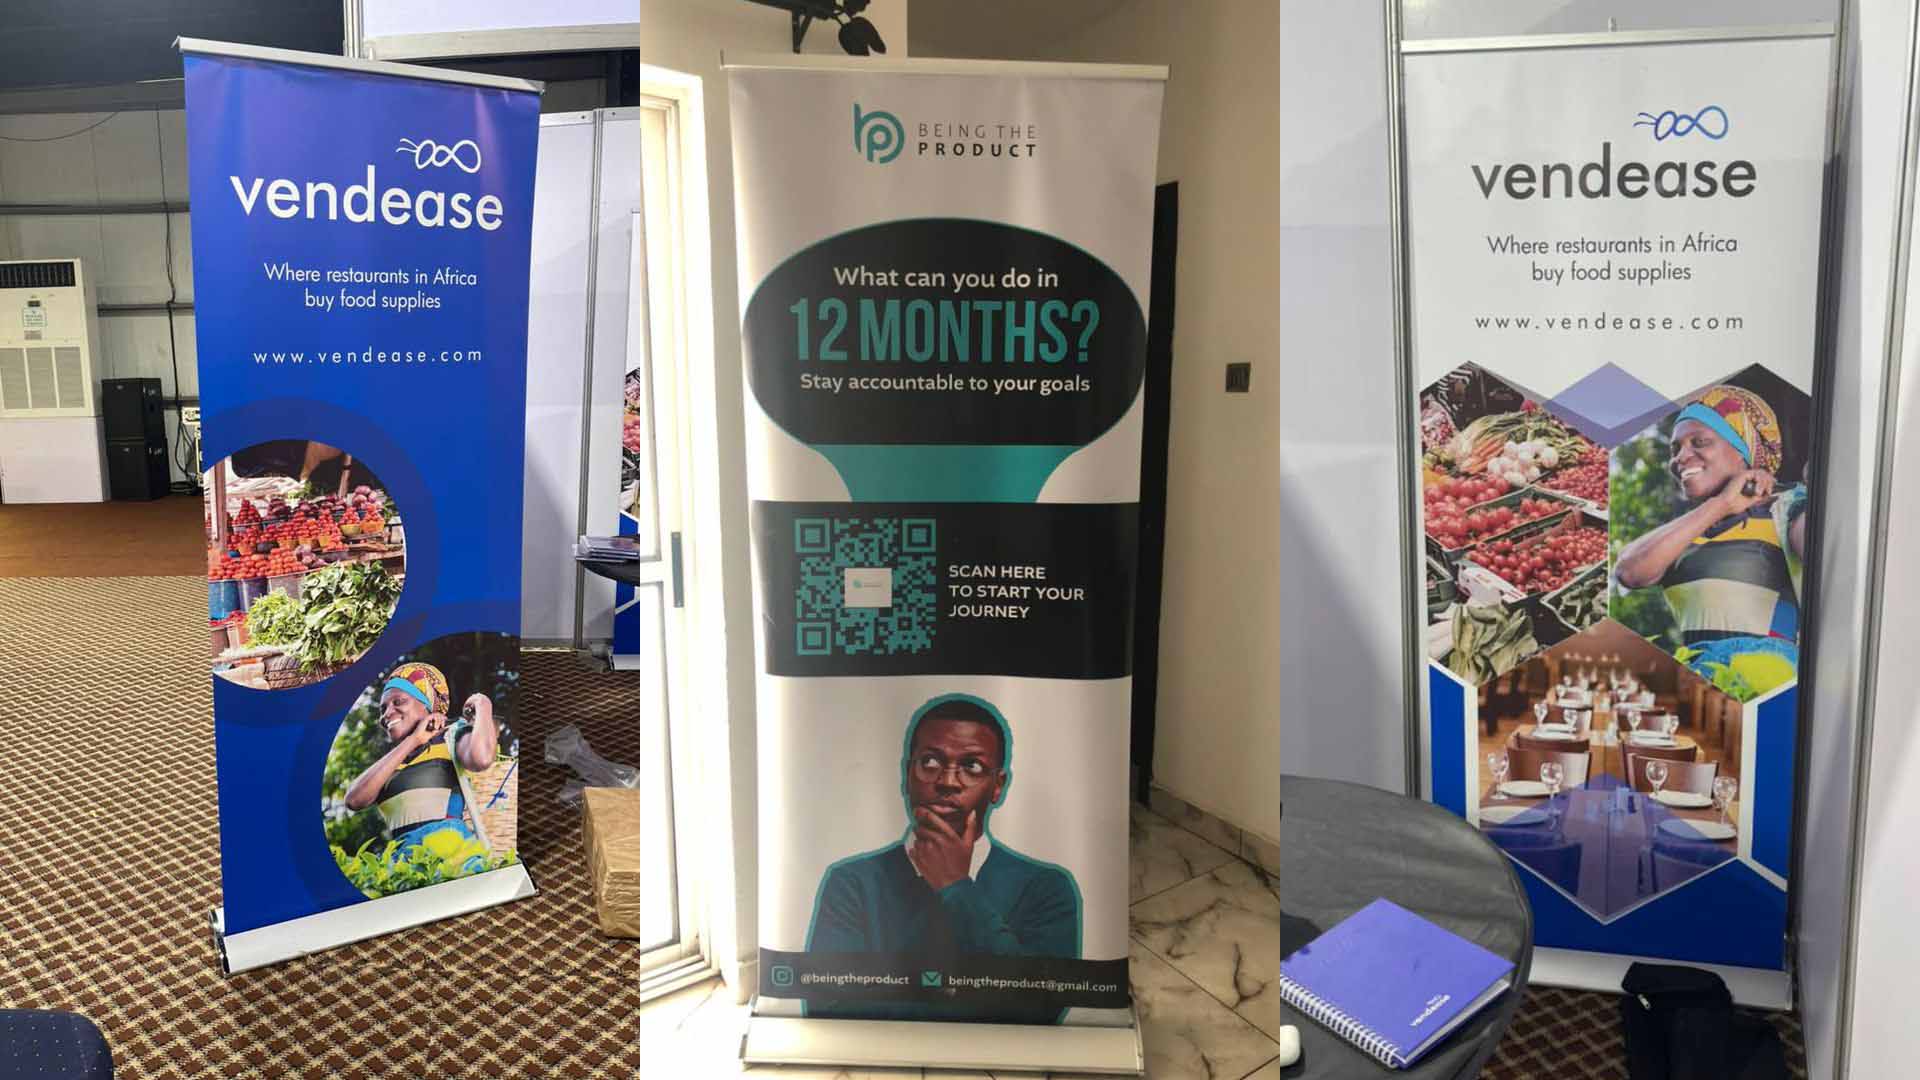 vendease
Where restaurants in Africa
buy food supplies
www.vendease.com
BEING THE
PRODUCT
What can you do in
12 MONTHS?
Stay accountable to your goals
SCAN HERE
TO START YOUR
JOURNEY
@beingtheproduct beingtheproduct@gmail.com
vendease
Where restaurants in Africa
buy food supplies
www.vendease.com
vendease